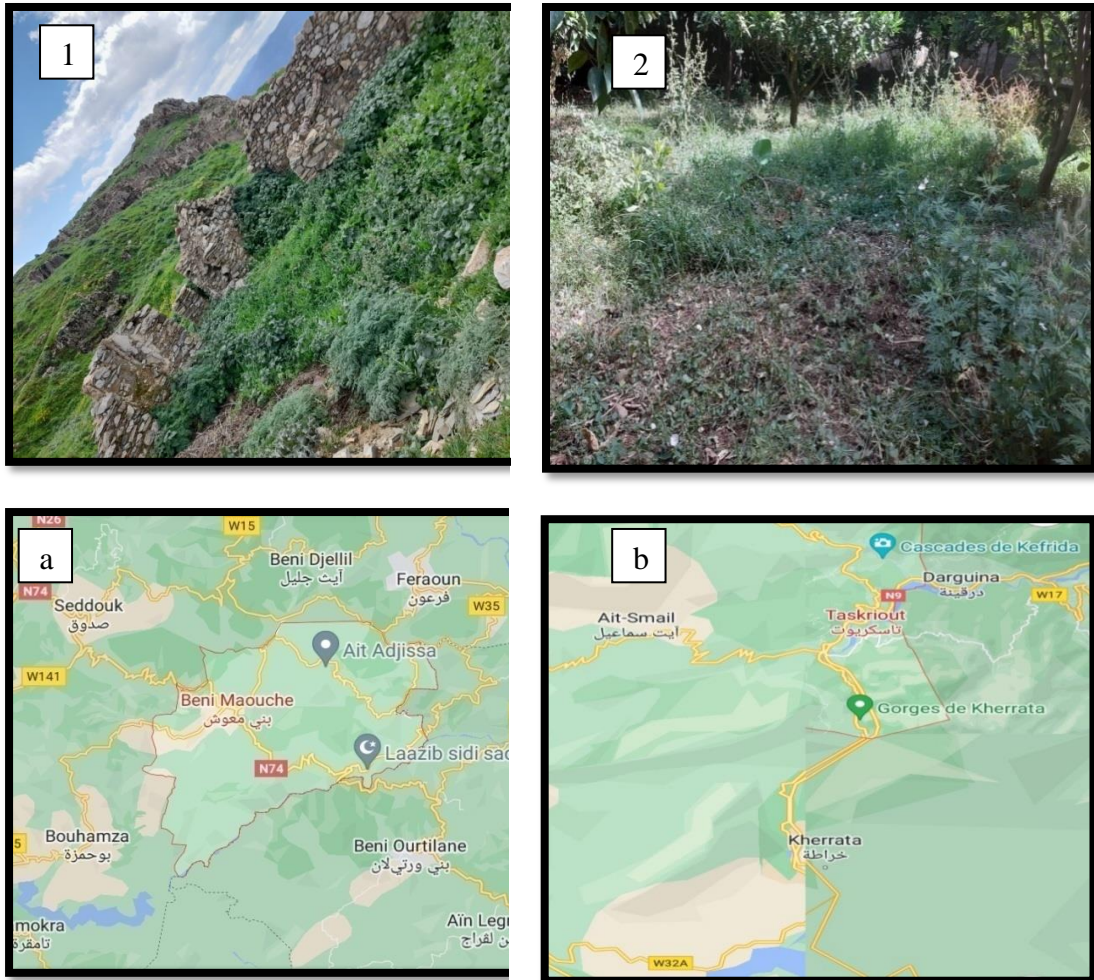 1
2
a
N26
W15
Beni Djellil
آيت جليل
Feraoun
فرعون
N74
Seddouk
صدوق
W35
Ait Adjissa
W141
Beni Maouche
بني معوش
Laazib sidi sad
N74
Bouhamza
بوحمزة
5
Beni Ourtilane
بني ورتي لان
mokra
تامقرة
Aïn Legr
ن لقراج
b
Cascades de Kefrida
Darguina
درقينة
N9
W17
Ait-Smail
آيت سماعيل
Taskriout
تاسكريوت
Gorges de Kherrata
Kherrata
خراطة
W32A